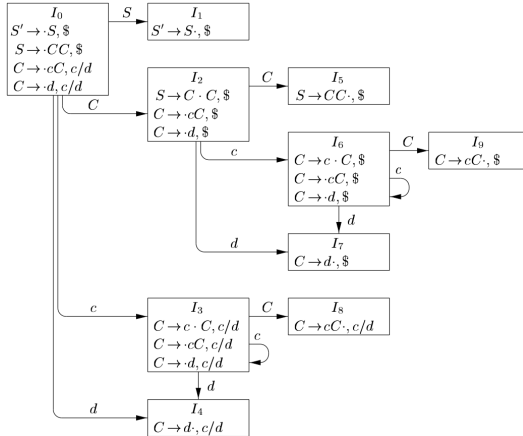 I₀
S′ → ·S, $
S → ·CC, $
C → ·cC, c/d
C → ·d, c/d
S
I₁
S′ → S·, $
C
I₂
S → C · C, $
C → ·cC, $
C → ·d, $
C
I₅
S → CC·, $
c
I₆
C → c · C, $
C → ·cC, $
C → ·d, $
C
I₉
C → cC·, $
c
d
d
I₇
C → d·, $
c
I₃
C → c · C, c/d
C → ·cC, c/d
C → ·d, c/d
C
I₈
C → cC·, c/d
c
d
d
I₄
C → d·, c/d